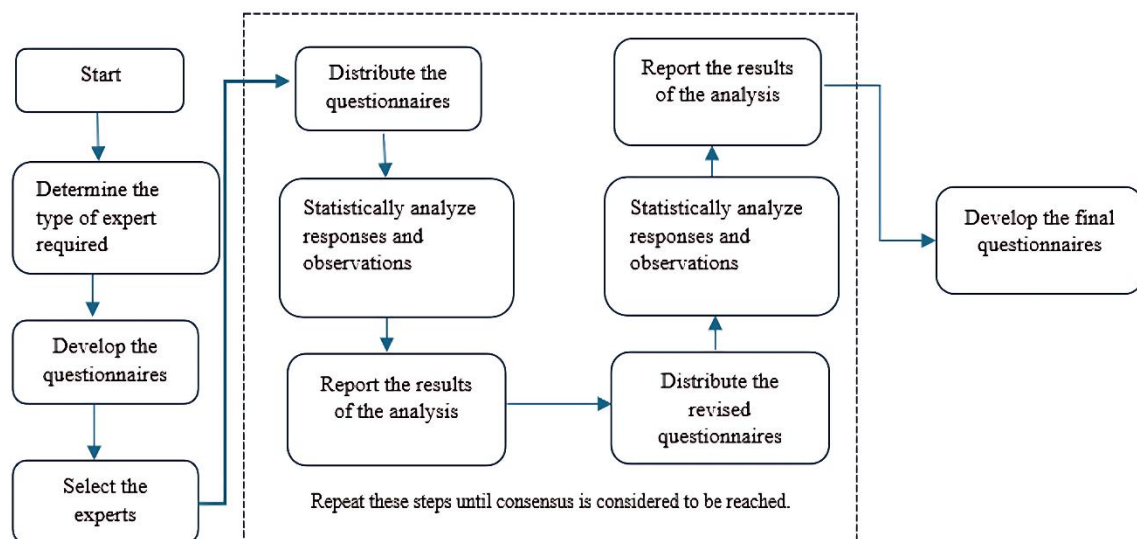 Start
Determine the
type of expert
required
Develop the
questionnaires
Select the
experts
Distribute the
questionnaires
Statistically analyze
responses and
observations
Report the results
of the analysis
Distribute the
revised
questionnaires
Statistically analyze
responses and
observations
Report the results
of the analysis
Repeat these steps until consensus is considered to be reached.
Develop the final
questionnaires